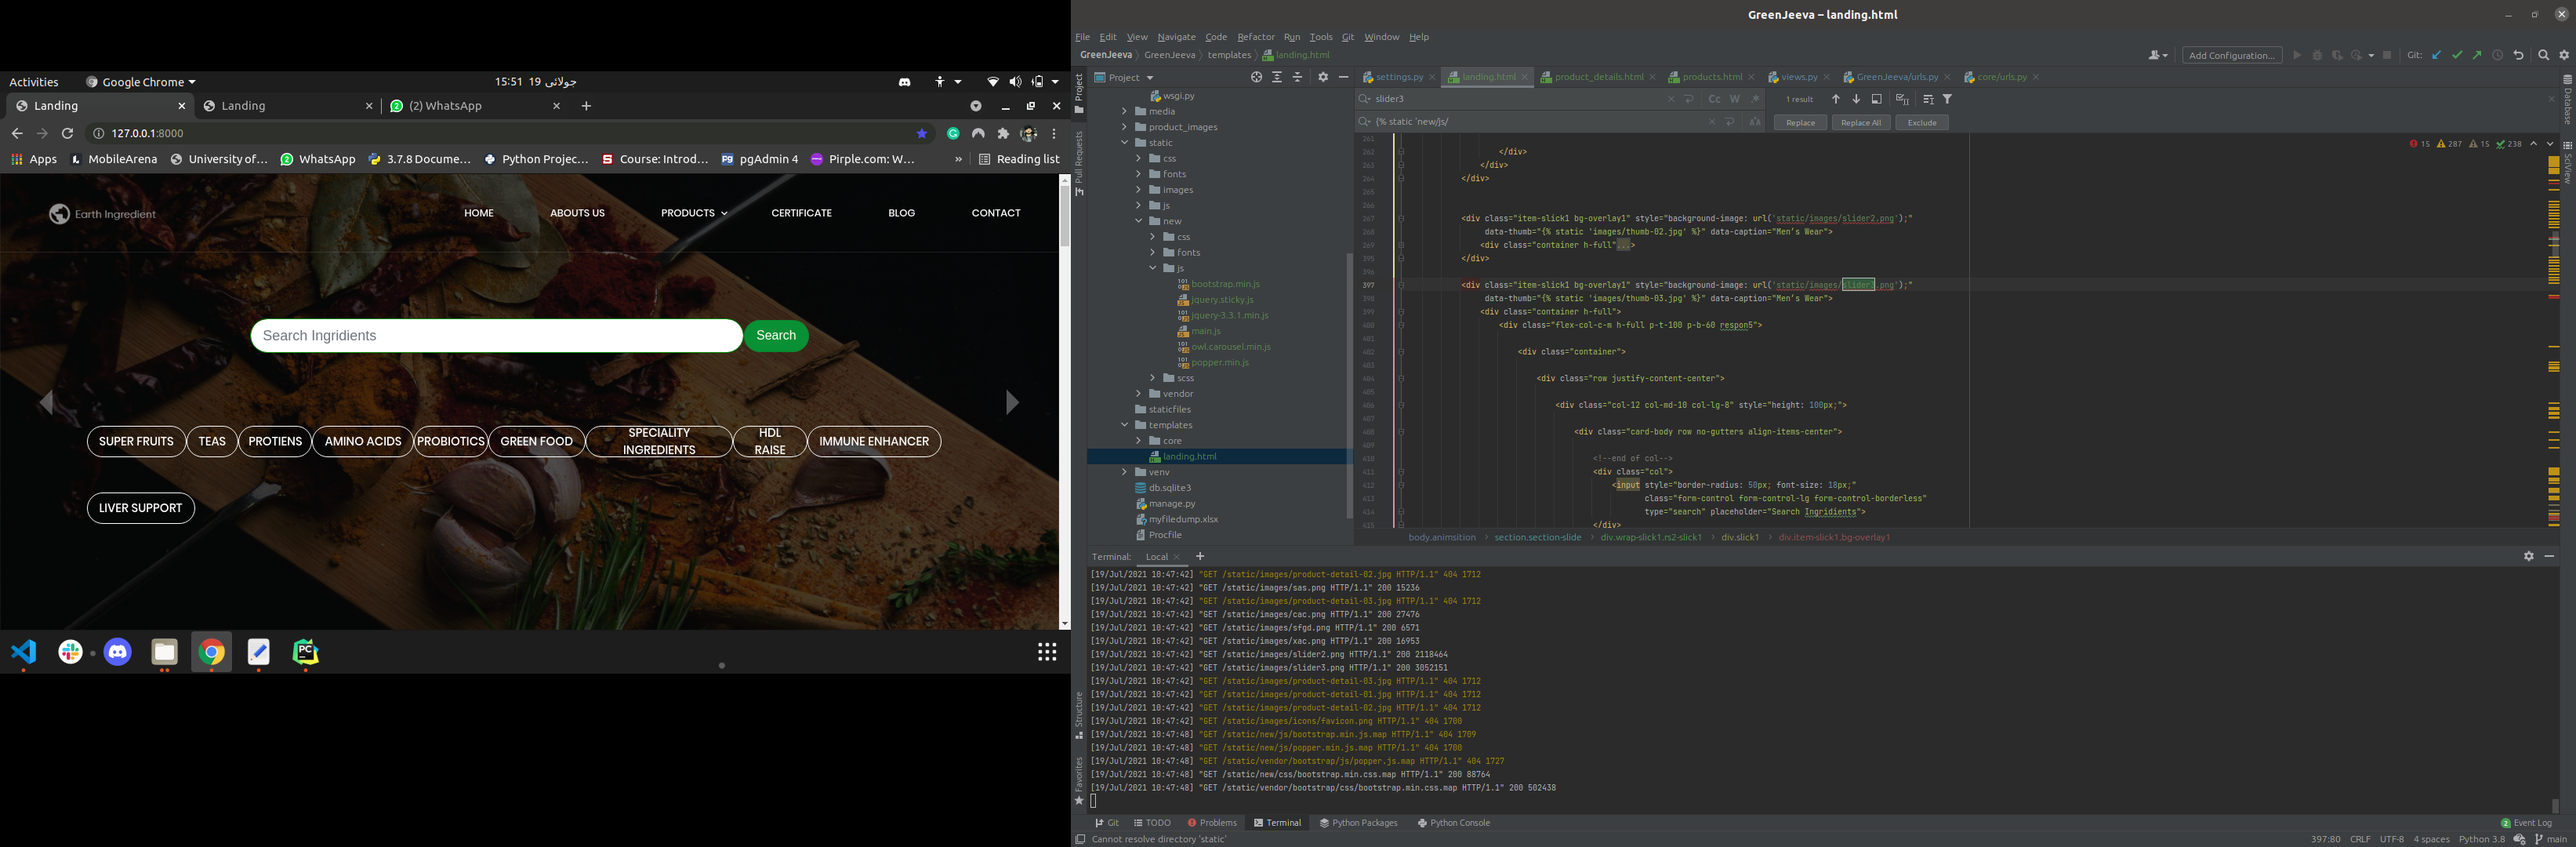 Activities
Google Chrome
15:51 19 جولائی
Landing
Landing
(2) WhatsApp
127.0.0.1:8000
Apps
MobileArena
University of…
WhatsApp
3.7.8 Docume…
Python Projec…
Course: Introd…
pgAdmin 4
Pirple.com: W…
»
Reading list
Earth Ingredient
HOME
ABOUTS US
PRODUCTS
CERTIFICATE
BLOG
CONTACT
Search Ingridients
Search
SUPER FRUITS
TEAS
PROTIENS
AMINO ACIDS
PROBIOTICS
GREEN FOOD
SPECIALITY
INGREDIENTS
HDL
RAISE
IMMUNE ENHANCER
LIVER SUPPORT
GreenJeeva – landing.html
File Edit View Navigate Code Refactor Run Tools Git Window Help
GreenJeeva GreenJeeva templates landing.html
Add Configuration...
Git:
Project
settings.py
landing.html
product_details.html
products.html
views.py
GreenJeeva/urls.py
core/urls.py
Project
Pull Requests
Structure
Favorites
Database
SciView
wsgi.py
media
product_images
static
css
fonts
images
js
new
css
fonts
js
bootstrap.min.js
jquery.sticky.js
jquery-3.3.1.min.js
main.js
owl.carousel.min.js
popper.min.js
scss
vendor
staticfiles
templates
core
landing.html
venv
db.sqlite3
manage.py
myfiledump.xlsx
Procfile
slider3
Cc W .*
1 result
{% static 'new/js/
Replace
Replace All
Exclude
15 287 15 238
261
262 </div>
263 </div>
264 </div>
265
266
267 <div class="item-slick1 bg-overlay1" style="background-image: url('static/images/slider2.png');"
268 data-thumb="{% static 'images/thumb-02.jpg' %}" data-caption="Men's Wear">
269 <div class="container h-full"...>
395 </div>
396
397 <div class="item-slick1 bg-overlay1" style="background-image: url('static/images/slider3.png');"
398 data-thumb="{% static 'images/thumb-03.jpg' %}" data-caption="Men's Wear">
399 <div class="container h-full">
400 <div class="flex-col-c-m h-full p-t-100 p-b-60 respon5">
401
402 <div class="container">
403
404 <div class="row justify-content-center">
405
406 <div class="col-12 col-md-10 col-lg-8" style="height: 100px;">
407
408 <div class="card-body row no-gutters align-items-center">
409
410 <!--end of col-->
411 <div class="col">
412 <input style="border-radius: 50px; font-size: 18px;"
413 class="form-control form-control-lg form-control-borderless"
414 type="search" placeholder="Search Ingridients">
415 </div>
body.animsition section.section-slide div.wrap-slick1.rs2-slick1 div.slick1 div.item-slick1.bg-overlay1
Terminal: Local
[19/Jul/2021 10:47:42] "GET /static/images/product-detail-02.jpg HTTP/1.1" 404 1712
[19/Jul/2021 10:47:42] "GET /static/images/sas.png HTTP/1.1" 200 15236
[19/Jul/2021 10:47:42] "GET /static/images/product-detail-03.jpg HTTP/1.1" 404 1712
[19/Jul/2021 10:47:42] "GET /static/images/cac.png HTTP/1.1" 200 27476
[19/Jul/2021 10:47:42] "GET /static/images/sfgd.png HTTP/1.1" 200 6571
[19/Jul/2021 10:47:42] "GET /static/images/xac.png HTTP/1.1" 200 16953
[19/Jul/2021 10:47:42] "GET /static/images/slider2.png HTTP/1.1" 200 2118464
[19/Jul/2021 10:47:42] "GET /static/images/slider3.png HTTP/1.1" 200 3052151
[19/Jul/2021 10:47:42] "GET /static/images/product-detail-03.jpg HTTP/1.1" 404 1712
[19/Jul/2021 10:47:42] "GET /static/images/product-detail-01.jpg HTTP/1.1" 404 1712
[19/Jul/2021 10:47:42] "GET /static/images/product-detail-02.jpg HTTP/1.1" 404 1712
[19/Jul/2021 10:47:42] "GET /static/images/icons/favicon.png HTTP/1.1" 404 1700
[19/Jul/2021 10:47:48] "GET /static/new/js/bootstrap.min.js.map HTTP/1.1" 404 1709
[19/Jul/2021 10:47:48] "GET /static/new/js/popper.min.js.map HTTP/1.1" 404 1700
[19/Jul/2021 10:47:48] "GET /static/vendor/bootstrap/js/popper.js.map HTTP/1.1" 404 1727
[19/Jul/2021 10:47:48] "GET /static/new/css/bootstrap.min.css.map HTTP/1.1" 200 88764
[19/Jul/2021 10:47:48] "GET /static/vendor/bootstrap/css/bootstrap.min.css.map HTTP/1.1" 200 502438
Git TODO Problems Terminal Python Packages Python Console
2 Event Log
Cannot resolve directory 'static'
397:80 CRLF UTF-8 4 spaces Python 3.8 main